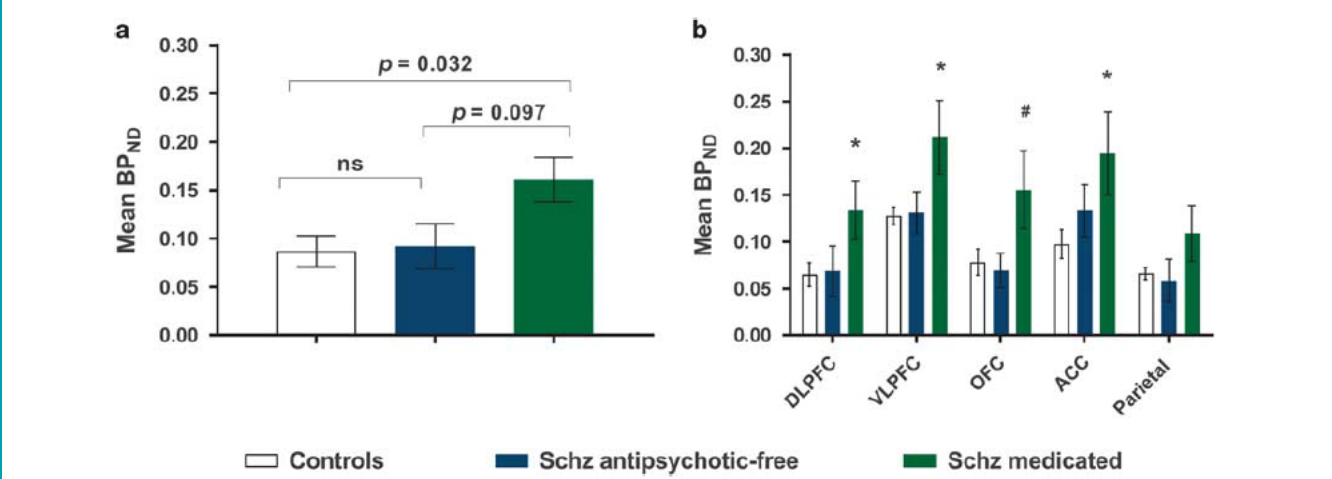 a
0.30
0.25
0.20
0.15
0.10
0.05
0.00
Mean BPND
p = 0.032
p = 0.097
ns
b
0.30
0.25
0.20
0.15
0.10
0.05
0.00
Mean BPND
*
*
#
*
DLPFC
VLPFC
OFC
ACC
Parietal
Controls
Schz antipsychotic-free
Schz medicated